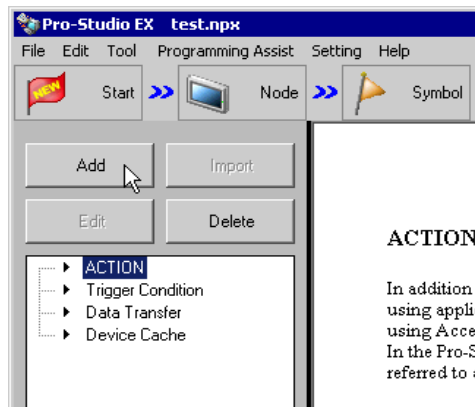 Pro-Studio EX test.npx
File Edit Tool Programming Assist Setting Help
NEW Start Node Symbol
Add Import
Edit Delete
ACTION
Trigger Condition
Data Transfer
Device Cache
ACTION
In addition
using appli
using Acce
In the Pro-S
referred to a